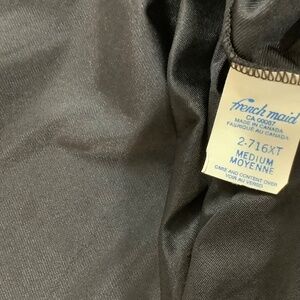 french maid
CA 00087
MADE IN CANADA
FABRIQUE AU CANADA
2-716XT
MEDIUM
MOYENNE
CARE AND CONTENT OVER
VOIR AU VERSO